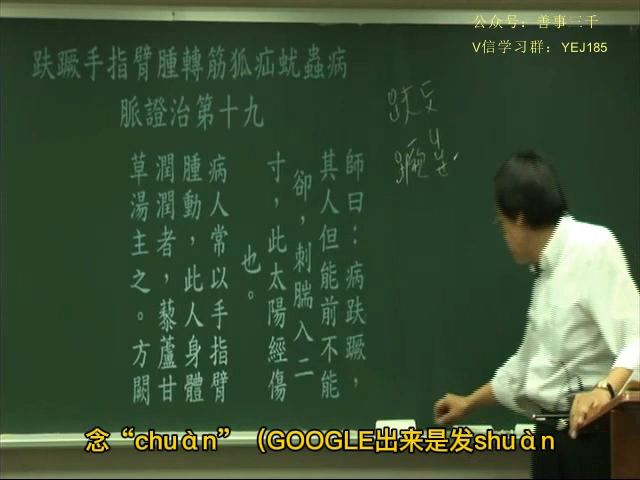 公众号：善事三千
V信学习群：YEJ185
趺蹶手指臂腫轉筋狐疝蚘蟲病
脈證治第十九
師曰：病趺蹶，
其人但能前不能
卻，刺腨入二
寸，此太陽經傷
也。
病人常以手指臂
腫動，此人身體
潤潤者，藜蘆甘
草湯主之。方闕
念“chuàn”（GOOGLE出来是发shuàn